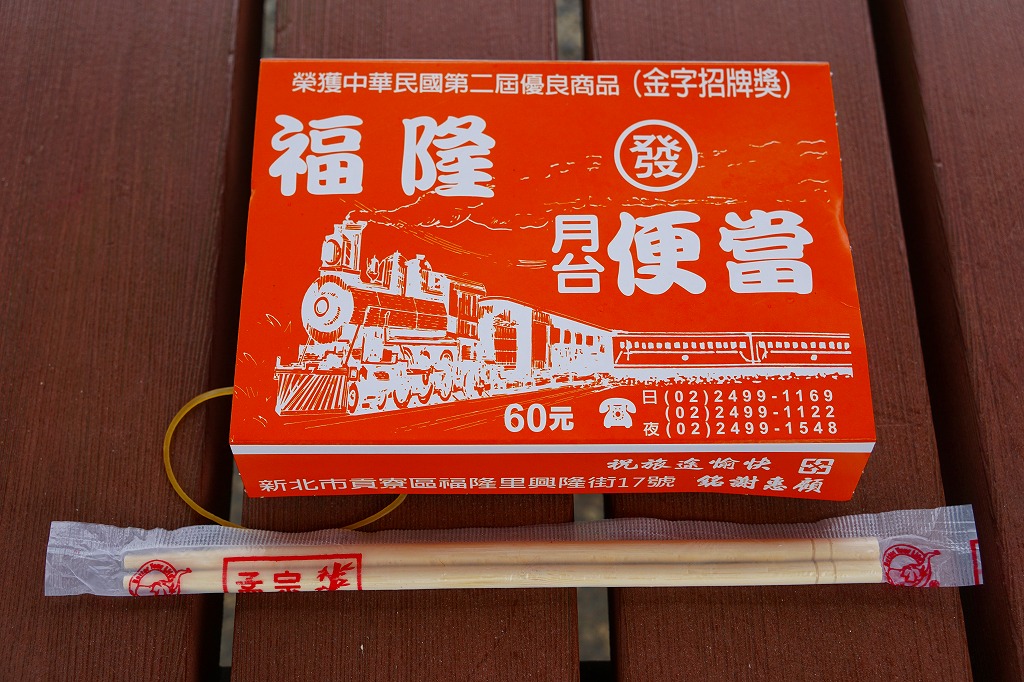 榮獲中華民國第二屆優良商品（金字招牌獎）
福隆
發
月台便當
60元
日(02)2499-1169
(02)2499-1122
夜(02)2499-1548
祝旅途愉快
新北市貢寮區福隆里興隆街17號 銘謝惠顧
孟宗